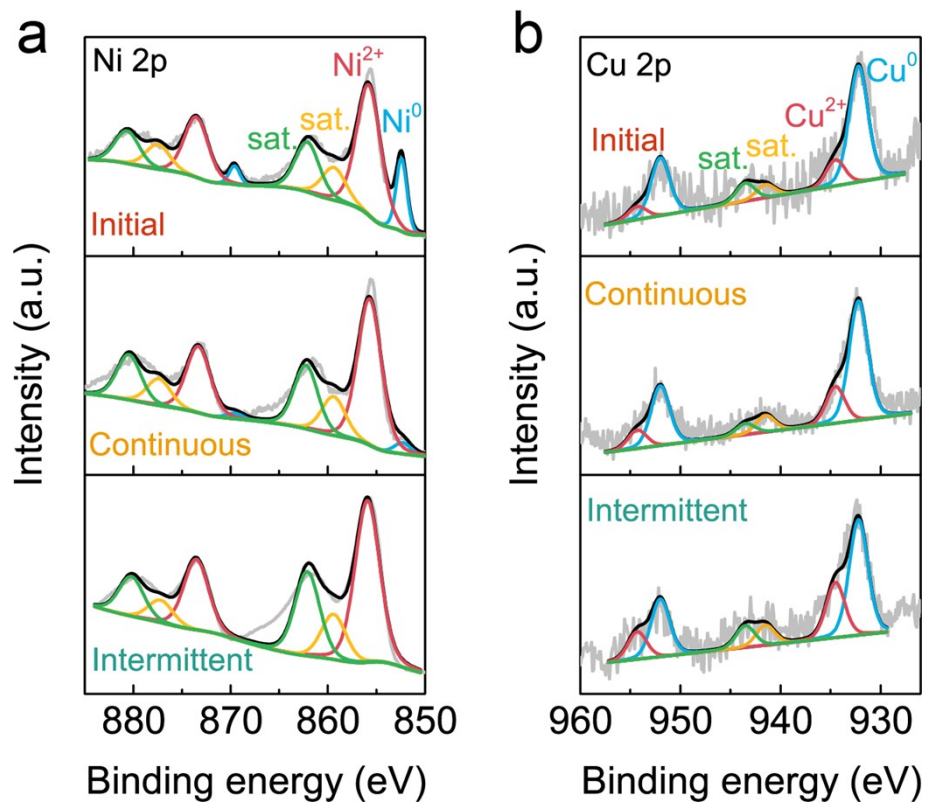 a
Ni 2p
Ni2+
Ni0
sat.
sat.
Initial
Continuous
Intermittent
Intensity (a.u.)
880 870 860 850
Binding energy (eV)
b
Cu 2p
Cu0
Cu2+
sat.
sat.
Initial
Continuous
Intermittent
Intensity (a.u.)
960 950 940 930
Binding energy (eV)